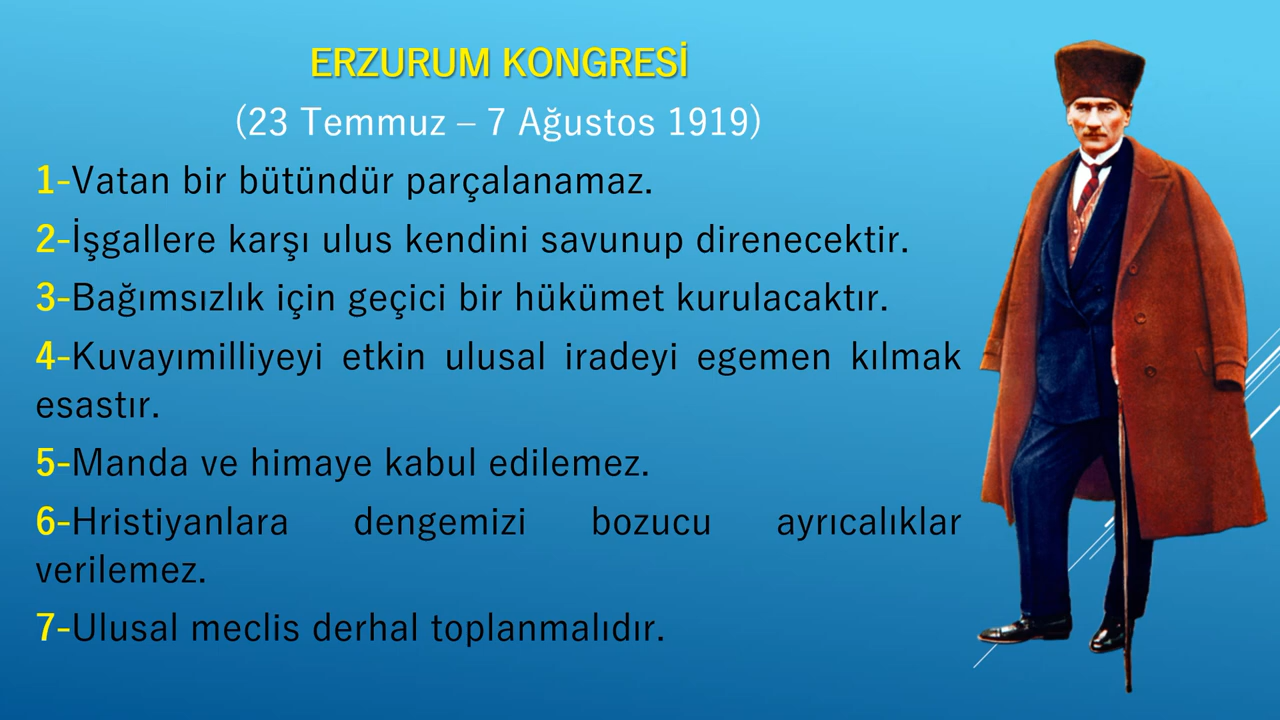 ERZURUM KONGRESİ
(23 Temmuz – 7 Ağustos 1919)
1-Vatan bir bütündür parçalanamaz.
2-İşgallere karşı ulus kendini savunup direnecektir.
3-Bağımsızlık için geçici bir hükümet kurulacaktır.
4-Kuvayımilliyeyi etkin ulusal iradeyi egemen kılmak
esastır.
5-Manda ve himaye kabul edilemez.
6-Hristiyanlara dengemizi bozucu ayrıcalıklar
verilemez.
7-Ulusal meclis derhal toplanmalıdır.